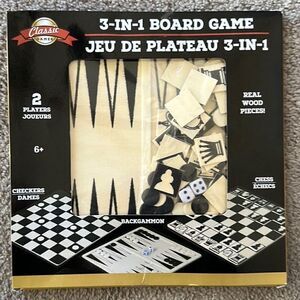 Classic
GAMES
3-IN-1 BOARD GAME
JEU DE PLATEAU 3-IN-1
2
PLAYERS
JOUEURS
6+
REAL
WOOD
PIECES!
CHECKERS
DAMES
BACKGAMMON
CHESS
ÉCHECS